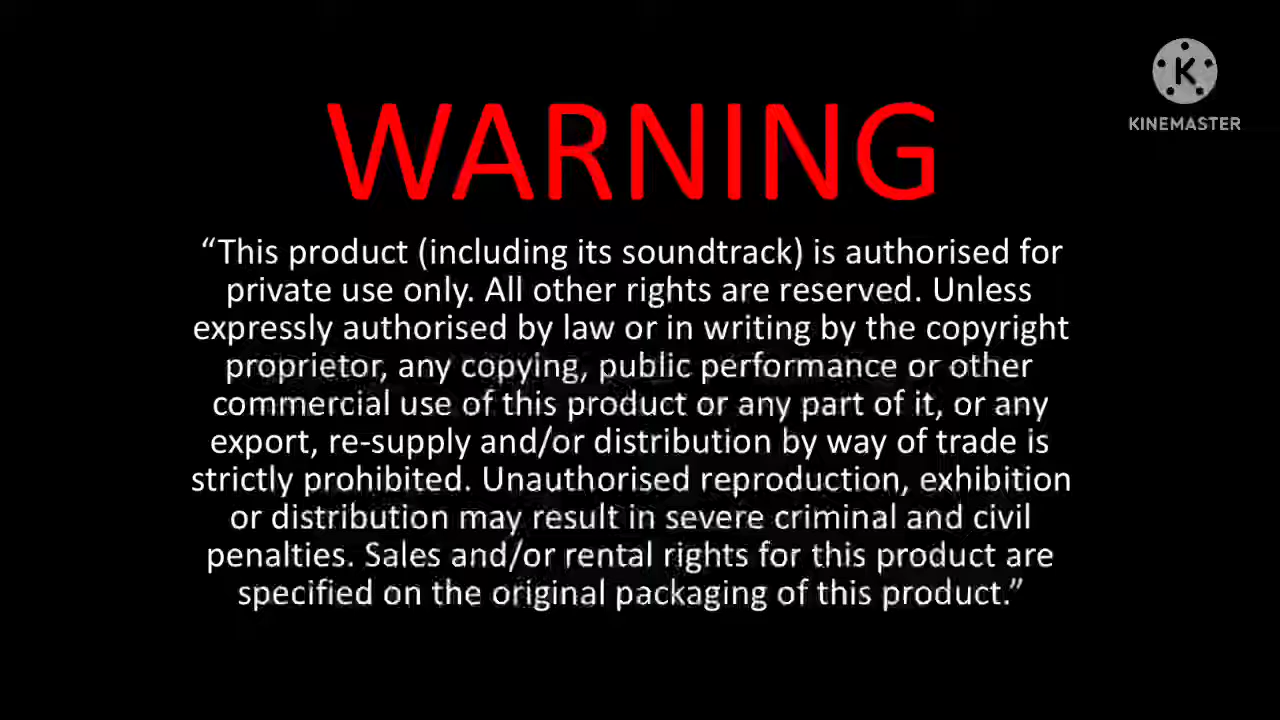 WARNING
K
KINEMASTER
“This product (including its soundtrack) is authorised for
private use only. All other rights are reserved. Unless
expressly authorised by law or in writing by the copyright
proprietor, any copying, public performance or other
commercial use of this product or any part of it, or any
export, re-supply and/or distribution by way of trade is
strictly prohibited. Unauthorised reproduction, exhibition
or distribution may result in severe criminal and civil
penalties. Sales and/or rental rights for this product are
specified on the original packaging of this product.”